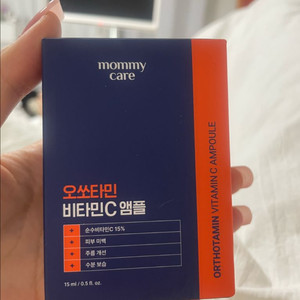 mommy
care
오쏘타민
비타민C 앰플
+ 순수비타민C 15%
+ 피부 미백
+ 주름 개선
+ 수분 보습
15 ml / 0.5 fl. oz.
ORTHOTAMIN VITAMIN C AMPOULE